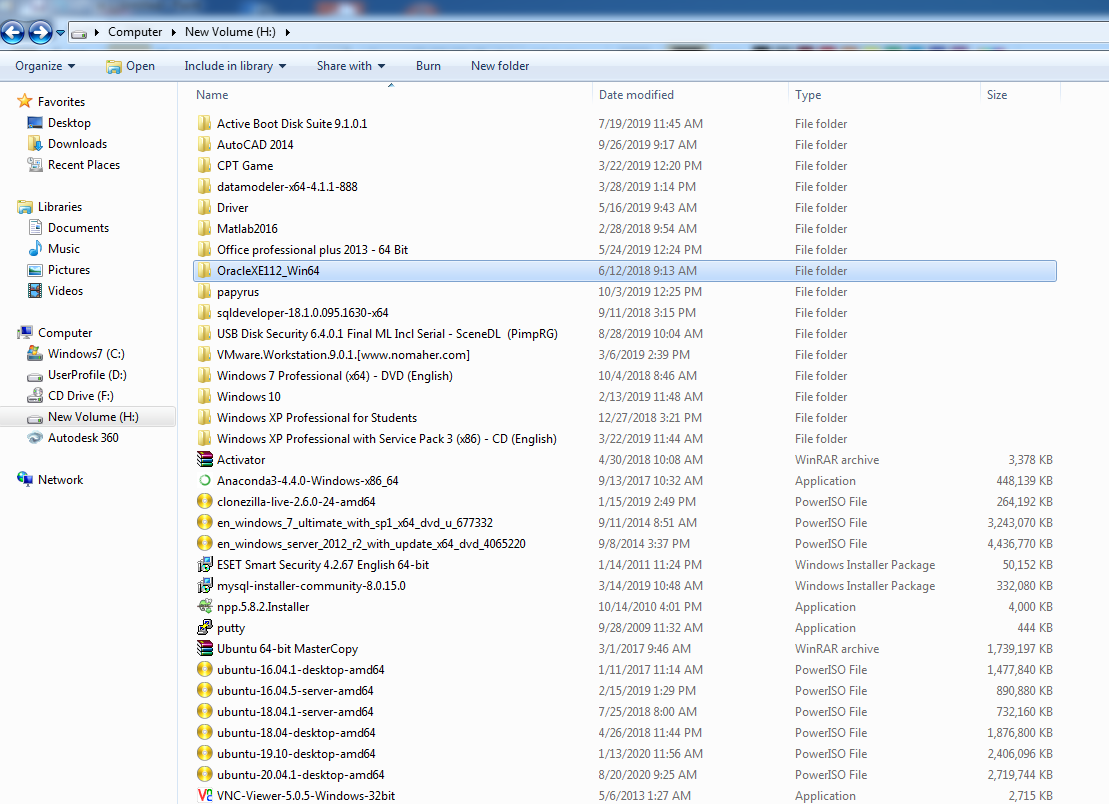 Computer New Volume (H:)
Organize Open Include in library Share with Burn New folder
Favorites
Desktop
Downloads
Recent Places
Libraries
Documents
Music
Pictures
Videos
Computer
Windows7 (C:)
UserProfile (D:)
CD Drive (F:)
New Volume (H:)
Autodesk 360
Network
Name Date modified Type Size
Active Boot Disk Suite 9.1.0.1 7/19/2019 11:45 AM File folder
AutoCAD 2014 9/26/2019 9:17 AM File folder
CPT Game 3/22/2019 12:20 PM File folder
datamodeler-x64-4.1.1-888 3/28/2019 1:14 PM File folder
Driver 5/16/2019 9:43 AM File folder
Matlab2016 2/28/2018 9:54 AM File folder
Office professional plus 2013 - 64 Bit 5/24/2019 12:24 PM File folder
OracleXE112_Win64 6/12/2018 9:13 AM File folder
papyrus 10/3/2019 12:25 PM File folder
sqldeveloper-18.1.0.095.1630-x64 9/11/2018 3:15 PM File folder
USB Disk Security 6.4.0.1 Final ML Incl Serial - SceneDL (PimpRG) 8/28/2019 10:04 AM File folder
VMware.Workstation.9.0.1.[www.nomaher.com] 3/6/2019 2:39 PM File folder
Windows 7 Professional (x64) - DVD (English) 10/4/2018 8:46 AM File folder
Windows 10 2/13/2019 11:48 AM File folder
Windows XP Professional for Students 12/27/2018 3:21 PM File folder
Windows XP Professional with Service Pack 3 (x86) - CD (English) 3/22/2019 11:44 AM File folder
Activator 4/30/2018 10:08 AM WinRAR archive 3,378 KB
Anaconda3-4.4.0-Windows-x86_64 9/13/2017 10:32 AM Application 448,139 KB
clonezilla-live-2.6.0-24-amd64 1/15/2019 2:49 PM PowerISO File 264,192 KB
en_windows_7_ultimate_with_sp1_x64_dvd_u_677332 9/11/2014 8:51 AM PowerISO File 3,243,070 KB
en_windows_server_2012_r2_with_update_x64_dvd_4065220 9/8/2014 3:37 PM PowerISO File 4,436,770 KB
ESET Smart Security 4.2.67 English 64-bit 1/14/2011 11:24 PM Windows Installer Package 50,152 KB
mysql-installer-community-8.0.15.0 3/14/2019 10:48 AM Windows Installer Package 332,080 KB
npp.5.8.2.Installer 10/14/2010 4:01 PM Application 4,000 KB
putty 9/28/2009 11:32 AM Application 444 KB
Ubuntu 64-bit MasterCopy 3/1/2017 9:46 AM WinRAR archive 1,739,197 KB
ubuntu-16.04.1-desktop-amd64 1/11/2017 11:14 AM PowerISO File 1,477,840 KB
ubuntu-16.04.5-server-amd64 2/15/2019 1:29 PM PowerISO File 890,880 KB
ubuntu-18.04.1-server-amd64 7/25/2018 8:00 AM PowerISO File 732,160 KB
ubuntu-18.04-desktop-amd64 4/26/2018 11:44 PM PowerISO File 1,876,800 KB
ubuntu-19.10-desktop-amd64 1/13/2020 11:56 AM PowerISO File 2,406,096 KB
ubuntu-20.04.1-desktop-amd64 8/20/2020 9:25 AM PowerISO File 2,719,744 KB
VNC-Viewer-5.0.5-Windows-32bit 5/6/2013 1:27 AM Application 2,715 KB